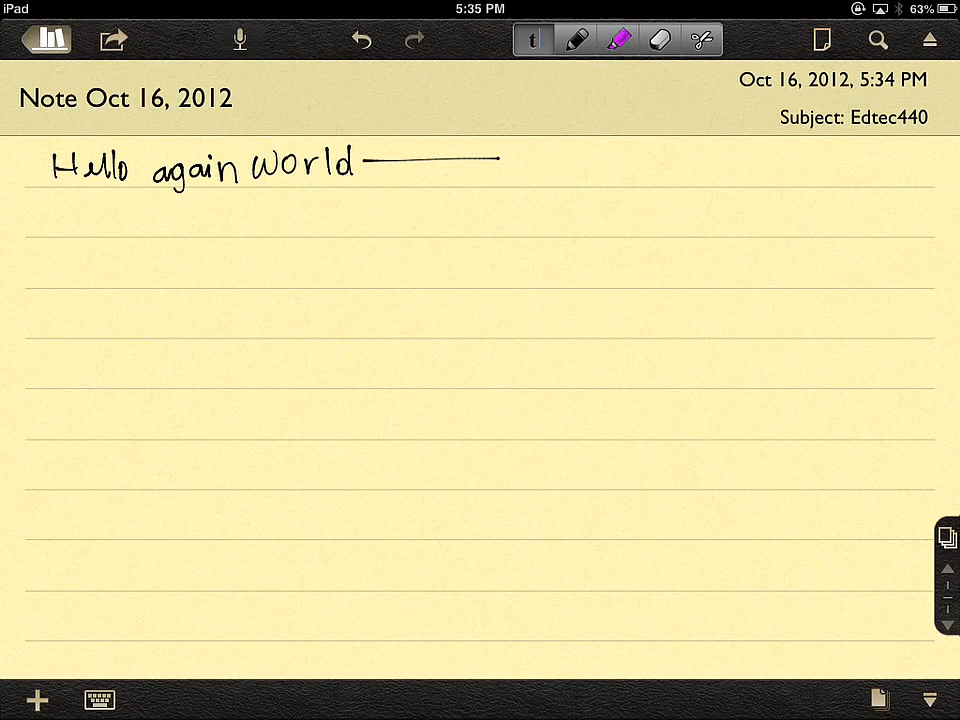 iPad 5:35 PM 63%
t
Oct 16, 2012, 5:34 PM
Note Oct 16, 2012
Subject: Edtec440
Hello again World